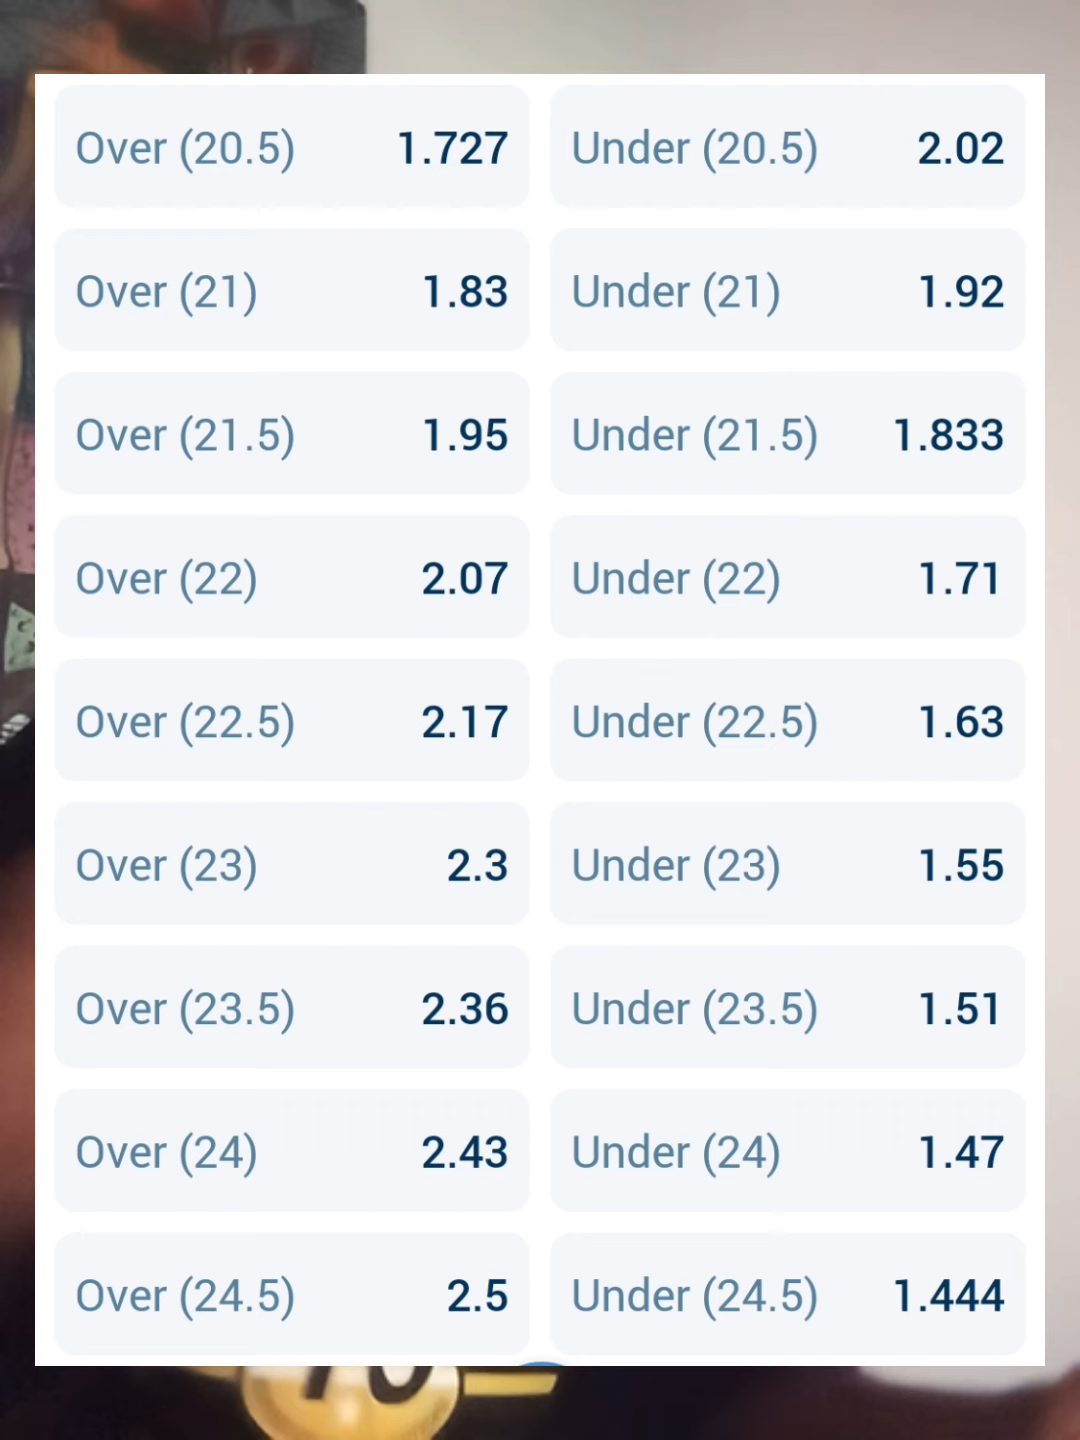 Over (20.5) 1.727 Under (20.5) 2.02
Over (21) 1.83 Under (21) 1.92
Over (21.5) 1.95 Under (21.5) 1.833
Over (22) 2.07 Under (22) 1.71
Over (22.5) 2.17 Under (22.5) 1.63
Over (23) 2.3 Under (23) 1.55
Over (23.5) 2.36 Under (23.5) 1.51
Over (24) 2.43 Under (24) 1.47
Over (24.5) 2.5 Under (24.5) 1.444